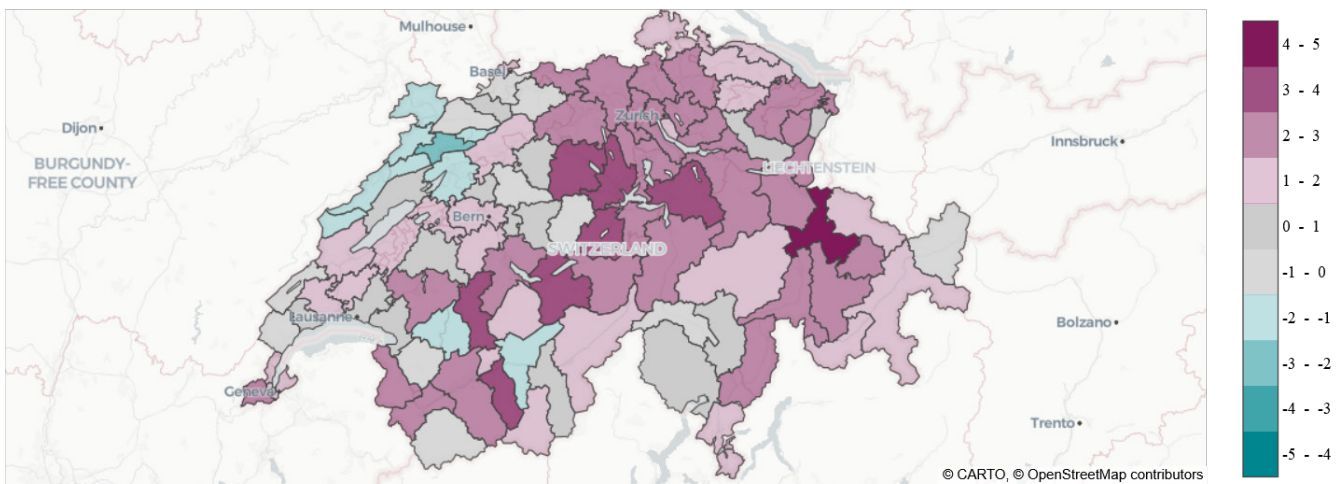 Mulhouse
Basel
Dijon
Zurich
Innsbruck
BURGUNDY-
FREE COUNTY
LIECHTENSTEIN
Bern
SWITZERLAND
Lausanne
Bolzano
Geneva
Trento
© CARTO, © OpenStreetMap contributors
4 - 5
3 - 4
2 - 3
1 - 2
0 - 1
-1 - 0
-2 - -1
-3 - -2
-4 - -3
-5 - -4